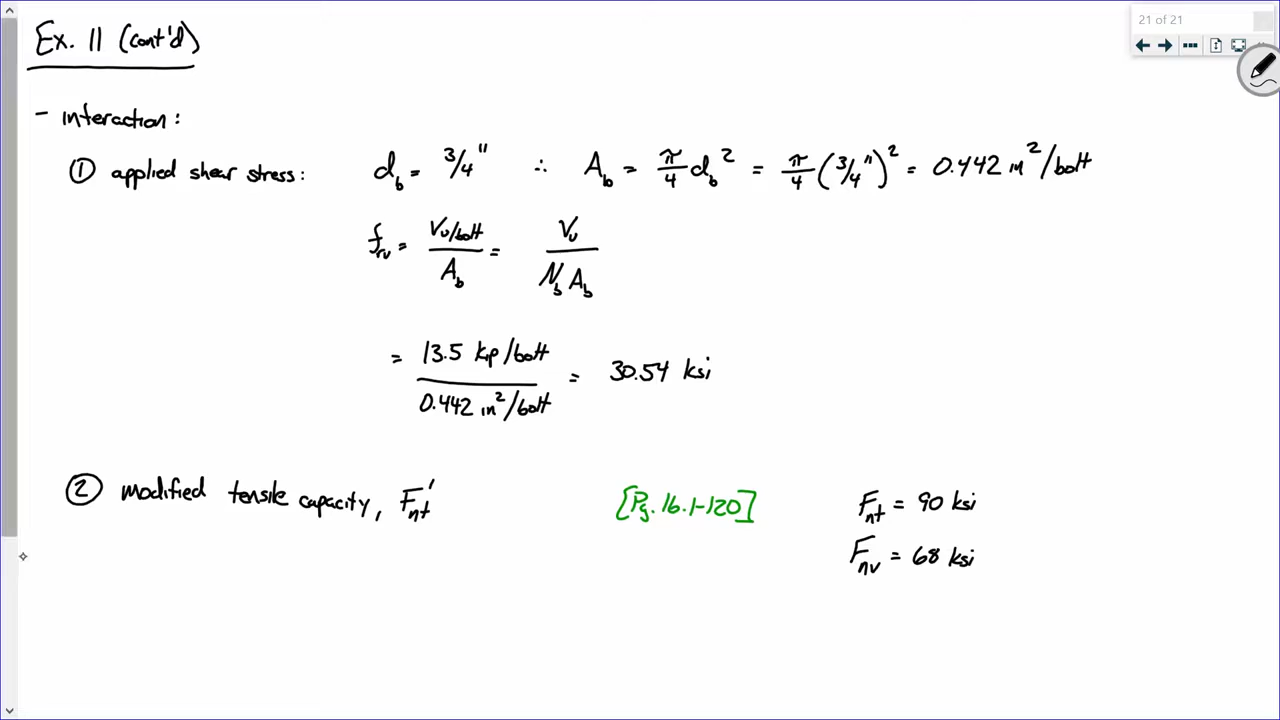 21 of 21
Ex. 11 (cont'd)
- interaction:
① applied shear stress: d_b = 3/4" ∴ A_b = π/4 d_b² = π/4 (3/4")² = 0.442 in²/bolt
f_rv = V_u/bolt / A_b = V_u / N_b A_b
= 13.5 kip/bolt / 0.442 in²/bolt = 30.54 ksi
② modified tensile capacity, F_nt' [Pg. 16.1-120] F_nt = 90 ksi
F_nv = 68 ksi